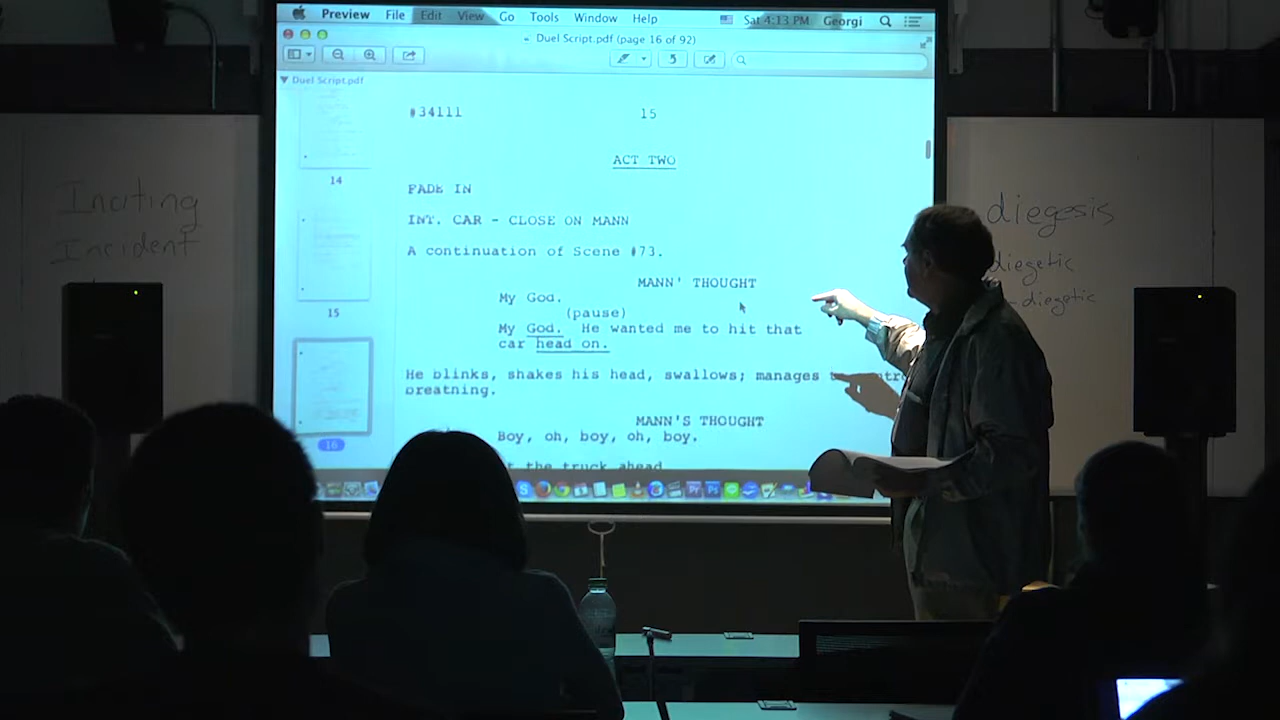 Preview File Edit View Go Tools Window Help
Sat 4:13 PM Georgi
Duel Script.pdf (page 16 of 92)
Duel Script.pdf
14
15
16
#34111 15
ACT TWO
FADE IN
INT. CAR - CLOSE ON MANN
A continuation of Scene #73.
MANN' THOUGHT
My God.
(pause)
My God. He wanted me to hit that
car head on.
He blinks, shakes his head, swallows; manages
breathing.
MANN'S THOUGHT
Boy, oh, boy, oh, boy.
the truck ahead
Inciting
Incident
diegesis
diegetic
-diegetic